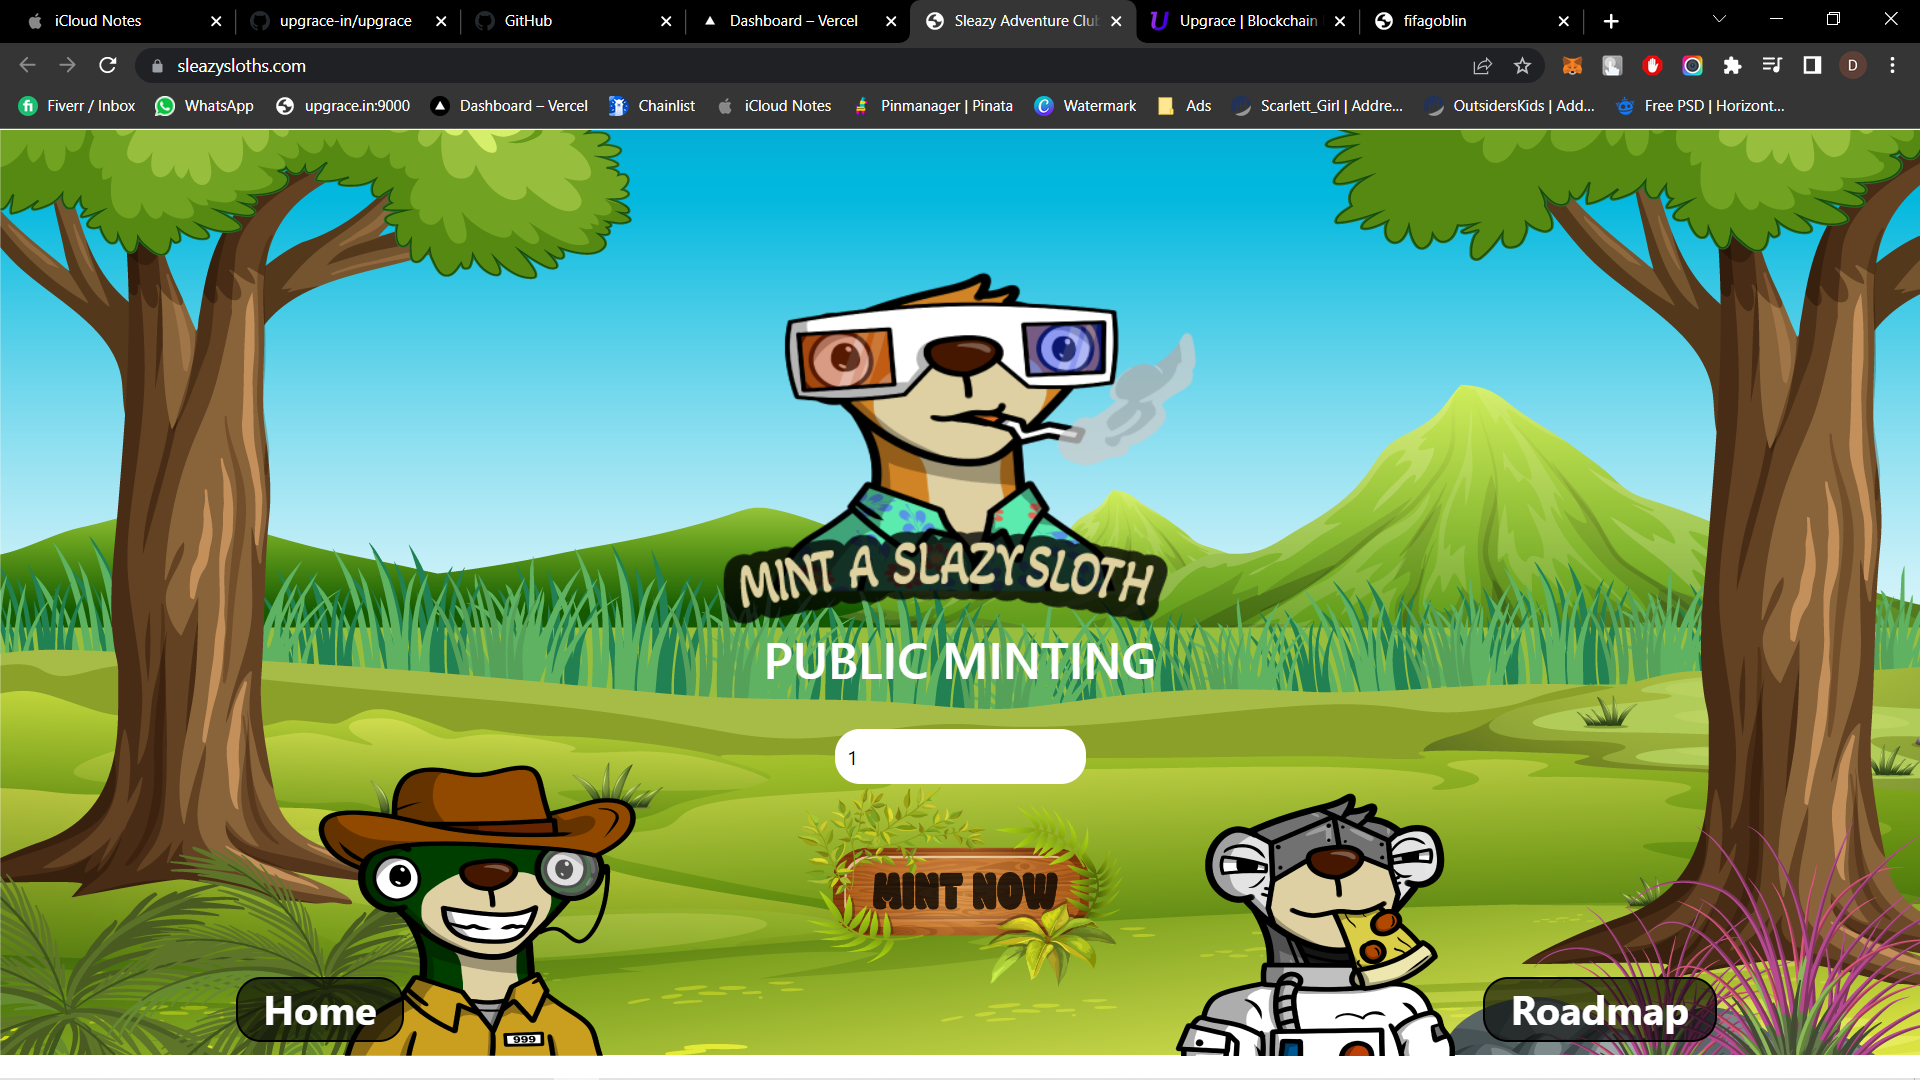 iCloud Notes
upgrace-in/upgrace
GitHub
Dashboard – Vercel
Sleazy Adventure Clu
Upgrace | Blockchain
fifagoblin
sleazysloths.com
D
Fiverr / Inbox
WhatsApp
upgrace.in:9000
Dashboard – Vercel
Chainlist
iCloud Notes
Pinmanager | Pinata
Watermark
Ads
Scarlett_Girl | Addre...
OutsidersKids | Add...
Free PSD | Horizont...
MINT A SLAZY SLOTH
PUBLIC MINTING
1
MINT NOW
999
Home
Roadmap